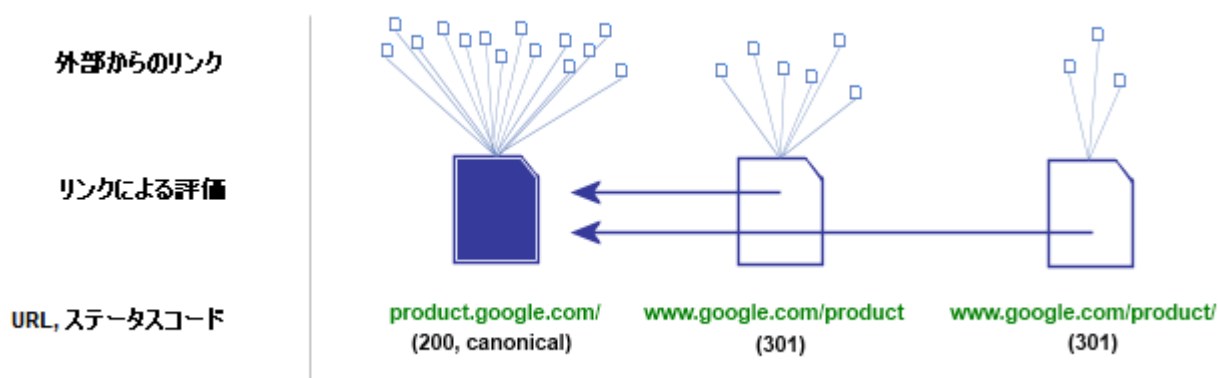 外部からのリンク
リンクによる評価
URL, ステータスコード
product.google.com/
(200, canonical)
www.google.com/product
(301)
www.google.com/product/
(301)